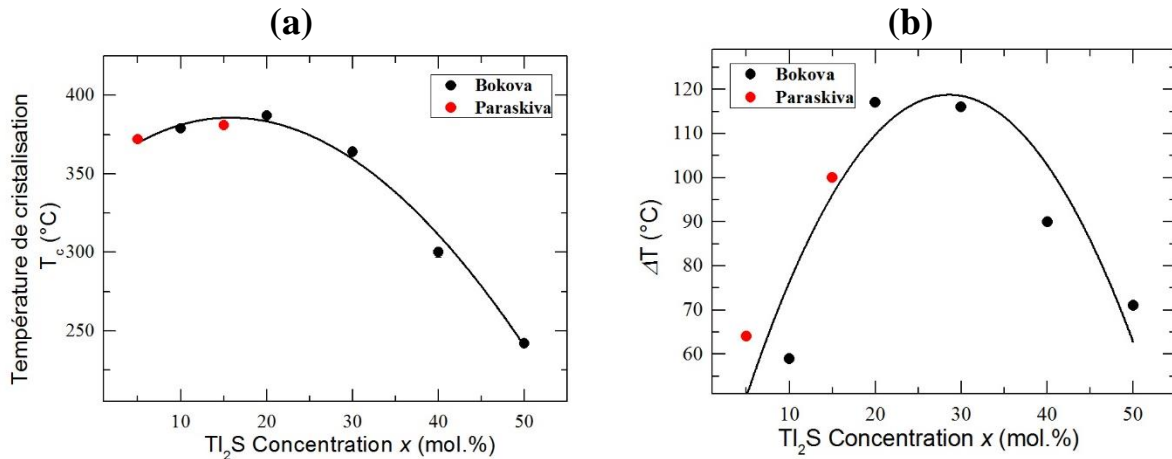 (a)
Température de cristalisation
T_c (°C)
400
350
300
250
Bokova
Paraskiva
10 20 30 40 50
Tl₂S Concentration x (mol.%)
(b)
ΔT (°C)
120
110
100
90
80
70
60
Bokova
Paraskiva
10 20 30 40 50
Tl₂S Concentration x (mol.%)